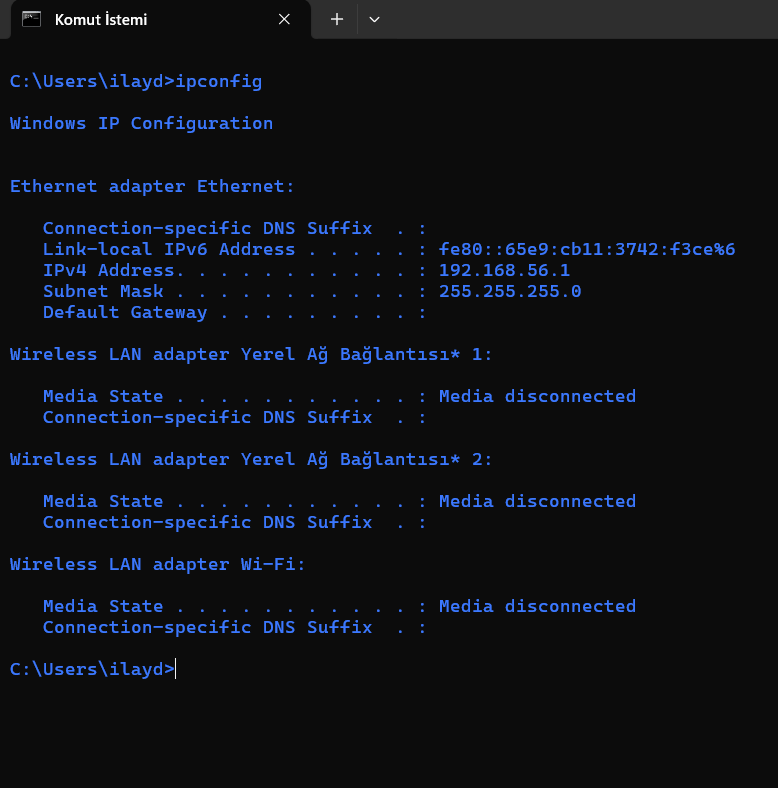 Komut İstemi
C:\Users\ilayd>ipconfig
Windows IP Configuration
Ethernet adapter Ethernet:
Connection-specific DNS Suffix  . :
Link-local IPv6 Address . . . . . : fe80::65e9:cb11:3742:f3ce%6
IPv4 Address. . . . . . . . . . . : 192.168.56.1
Subnet Mask . . . . . . . . . . . : 255.255.255.0
Default Gateway . . . . . . . . . :
Wireless LAN adapter Yerel Ağ Bağlantısı* 1:
Media State . . . . . . . . . . . : Media disconnected
Connection-specific DNS Suffix  . :
Wireless LAN adapter Yerel Ağ Bağlantısı* 2:
Media State . . . . . . . . . . . : Media disconnected
Connection-specific DNS Suffix  . :
Wireless LAN adapter Wi-Fi:
Media State . . . . . . . . . . . : Media disconnected
Connection-specific DNS Suffix  . :
C:\Users\ilayd>